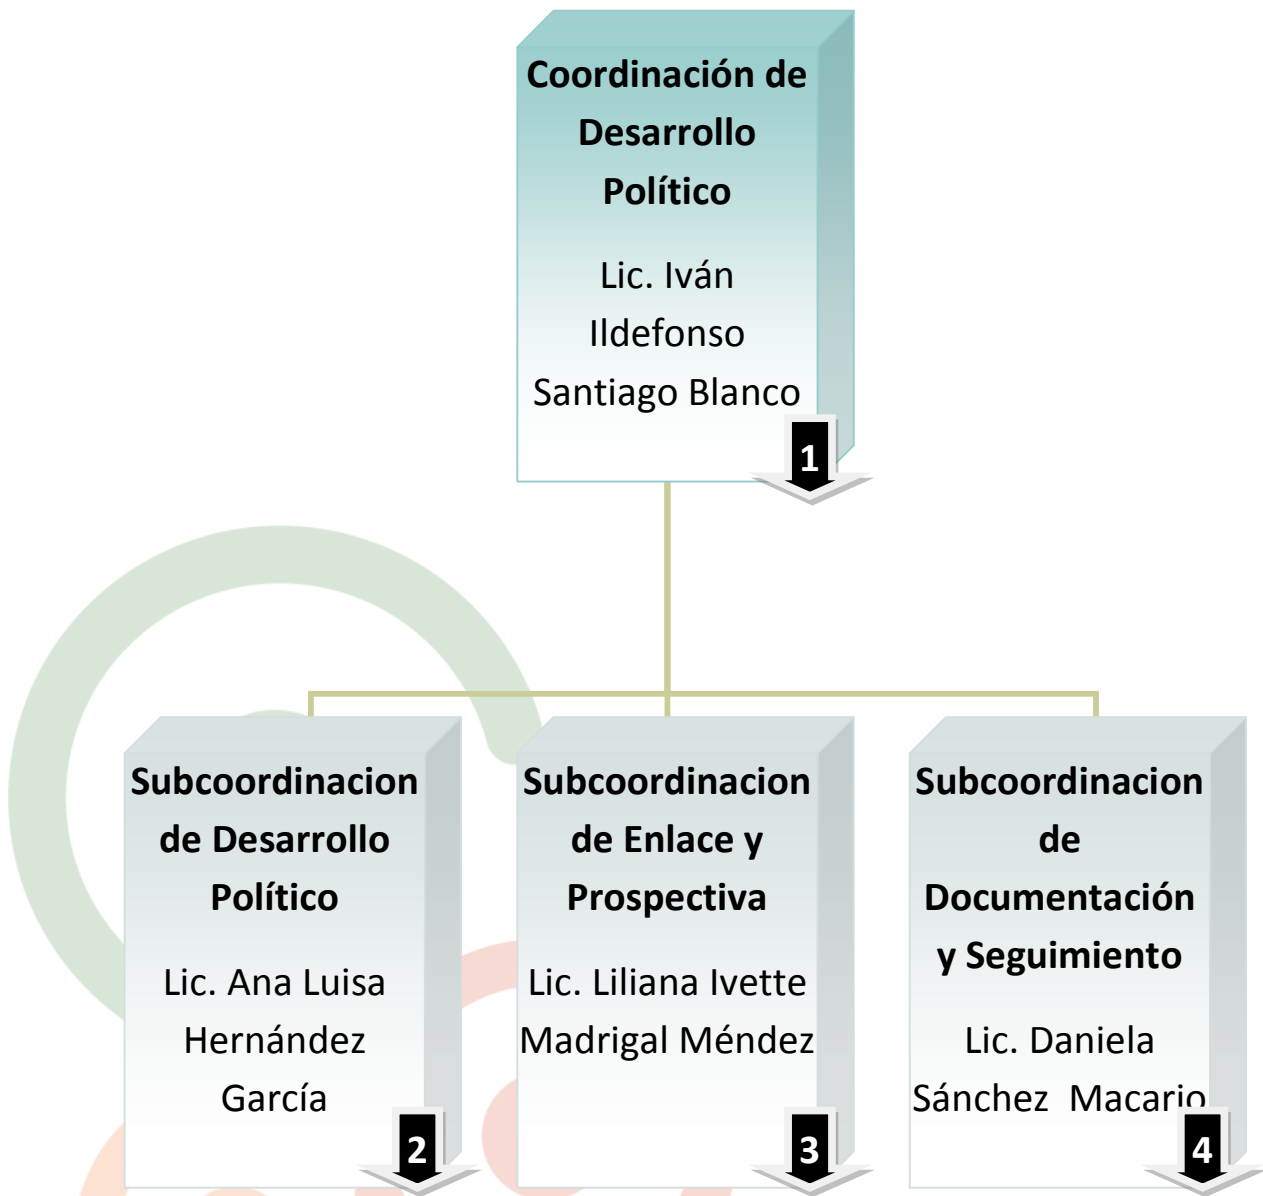 Coordinación de
Desarrollo
Político
Lic. Iván
Ildefonso
Santiago Blanco
1
Subcoordinacion
de Desarrollo
Político
Lic. Ana Luisa
Hernández
García
2
Subcoordinacion
de Enlace y
Prospectiva
Lic. Liliana Ivette
Madrigal Méndez
3
Subcoordinacion
de
Documentación
y Seguimiento
Lic. Daniela
Sánchez  Macario
4